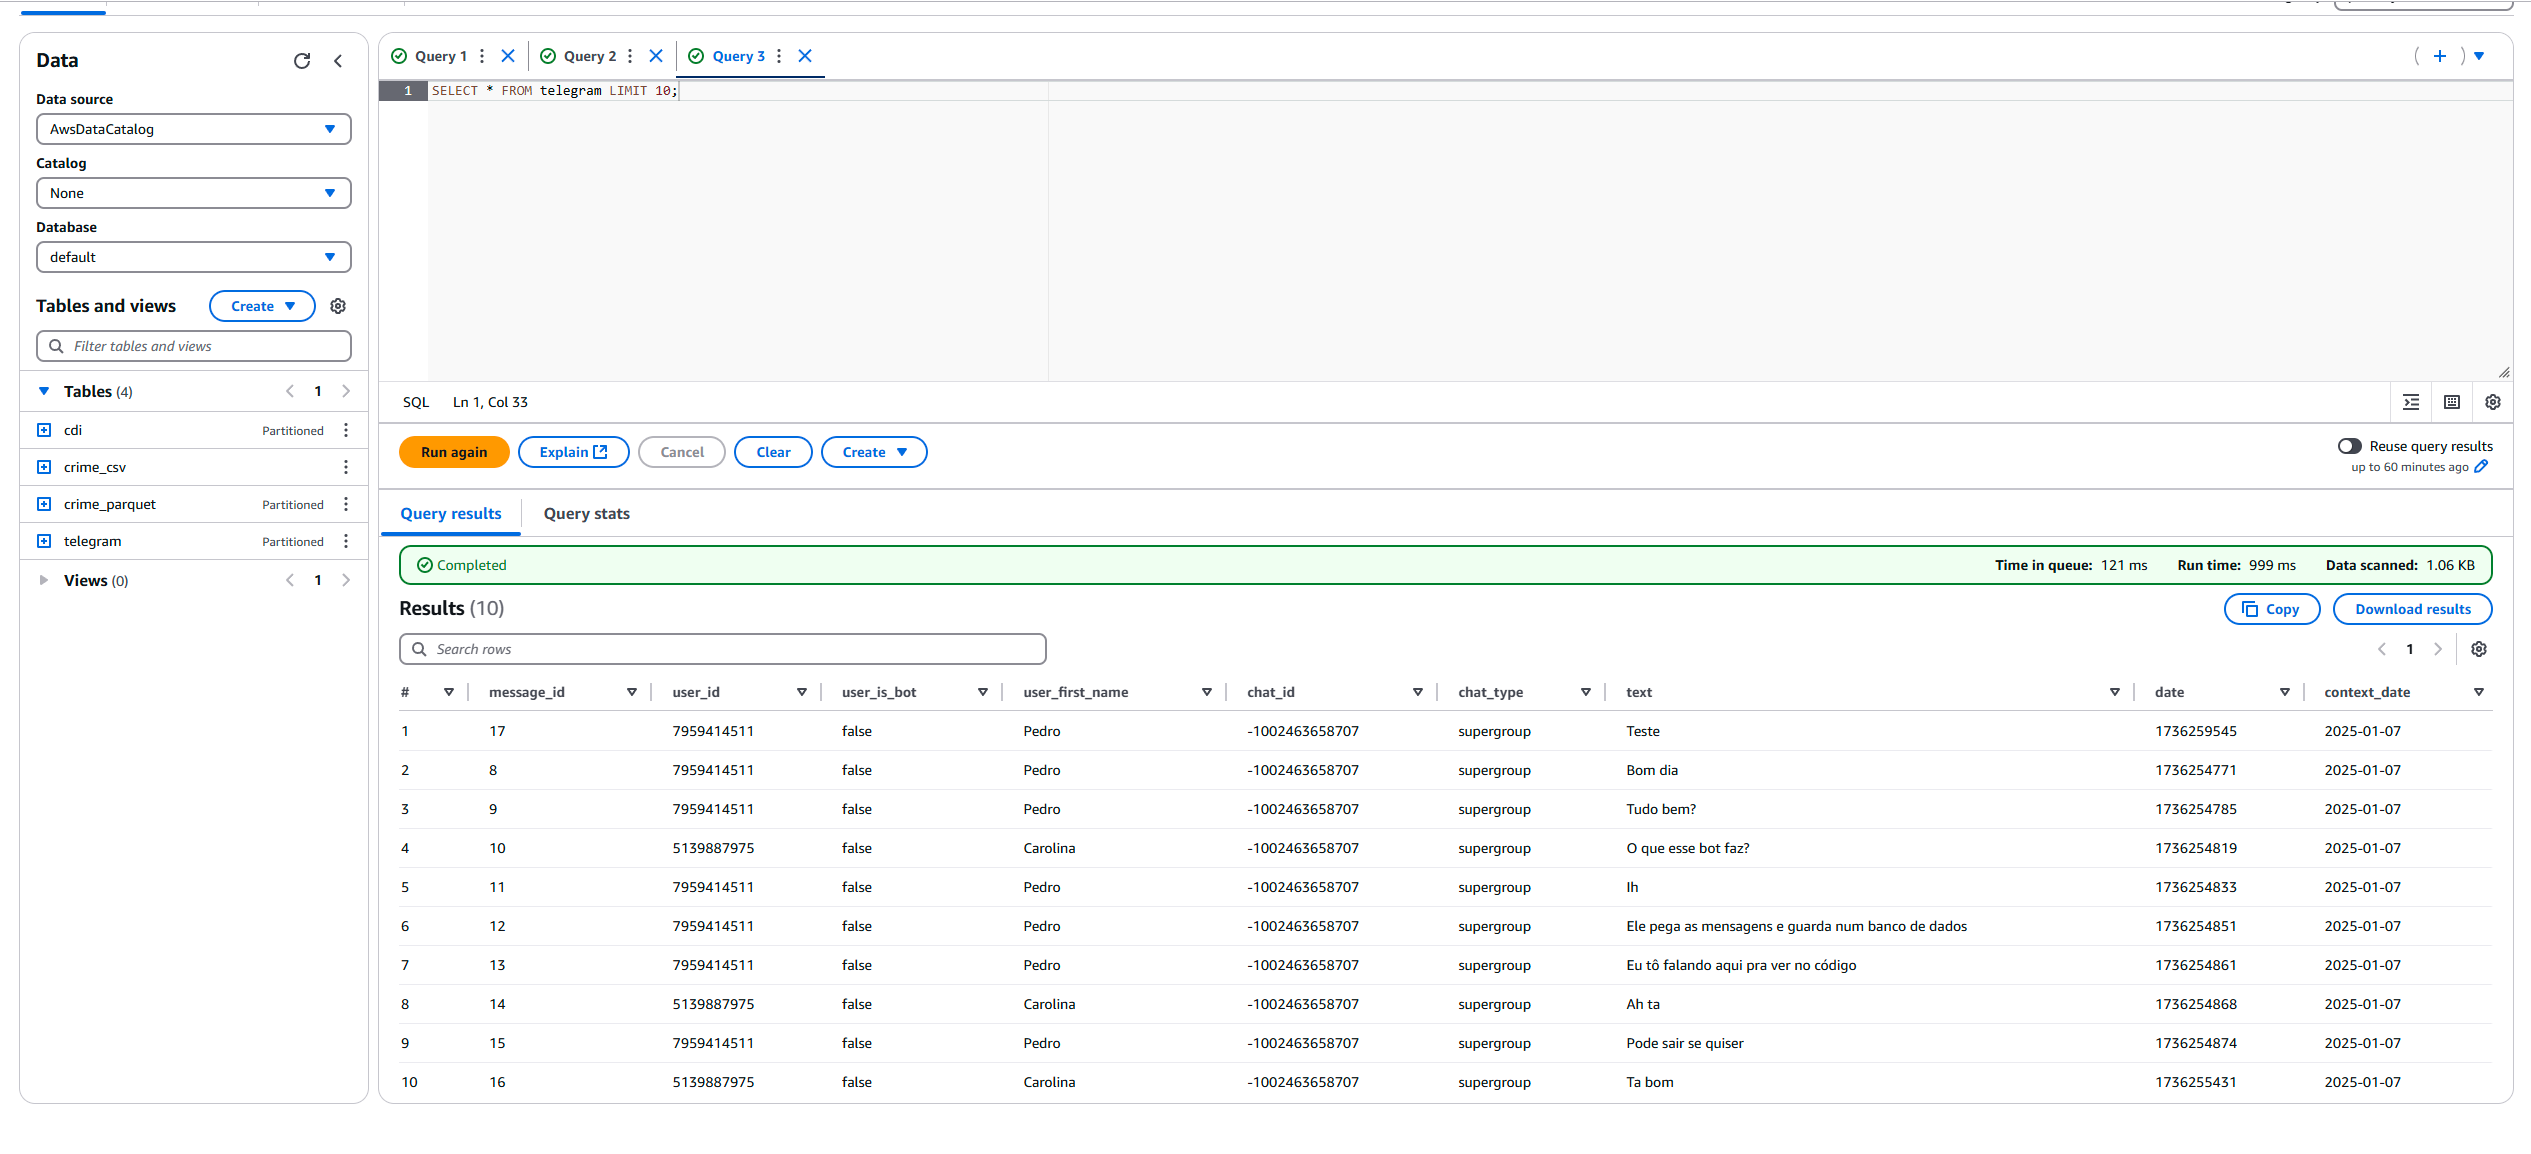 Data
Data source
AwsDataCatalog
Catalog
None
Database
default
Tables and views
Create
Filter tables and views
Tables (4)
1
cdi Partitioned
crime_csv
crime_parquet Partitioned
telegram Partitioned
Views (0)
1
Query 1 Query 2 Query 3
1 SELECT * FROM telegram LIMIT 10;
SQL Ln 1, Col 33
Run again Explain Cancel Clear Create
Reuse query results
up to 60 minutes ago
Query results Query stats
Completed Time in queue: 121 ms Run time: 999 ms Data scanned: 1.06 KB
Results (10) Copy Download results
Search rows 1
# message_id user_id user_is_bot user_first_name chat_id chat_type text date context_date
1 17 7959414511 false Pedro -1002463658707 supergroup Teste 1736259545 2025-01-07
2 8 7959414511 false Pedro -1002463658707 supergroup Bom dia 1736254771 2025-01-07
3 9 7959414511 false Pedro -1002463658707 supergroup Tudo bem? 1736254785 2025-01-07
4 10 5139887975 false Carolina -1002463658707 supergroup O que esse bot faz? 1736254819 2025-01-07
5 11 7959414511 false Pedro -1002463658707 supergroup Ih 1736254833 2025-01-07
6 12 7959414511 false Pedro -1002463658707 supergroup Ele pega as mensagens e guarda num banco de dados 1736254851 2025-01-07
7 13 7959414511 false Pedro -1002463658707 supergroup Eu tô falando aqui pra ver no código 1736254861 2025-01-07
8 14 5139887975 false Carolina -1002463658707 supergroup Ah ta 1736254868 2025-01-07
9 15 7959414511 false Pedro -1002463658707 supergroup Pode sair se quiser 1736254874 2025-01-07
10 16 5139887975 false Carolina -1002463658707 supergroup Ta bom 1736255431 2025-01-07